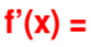 f’(x) =